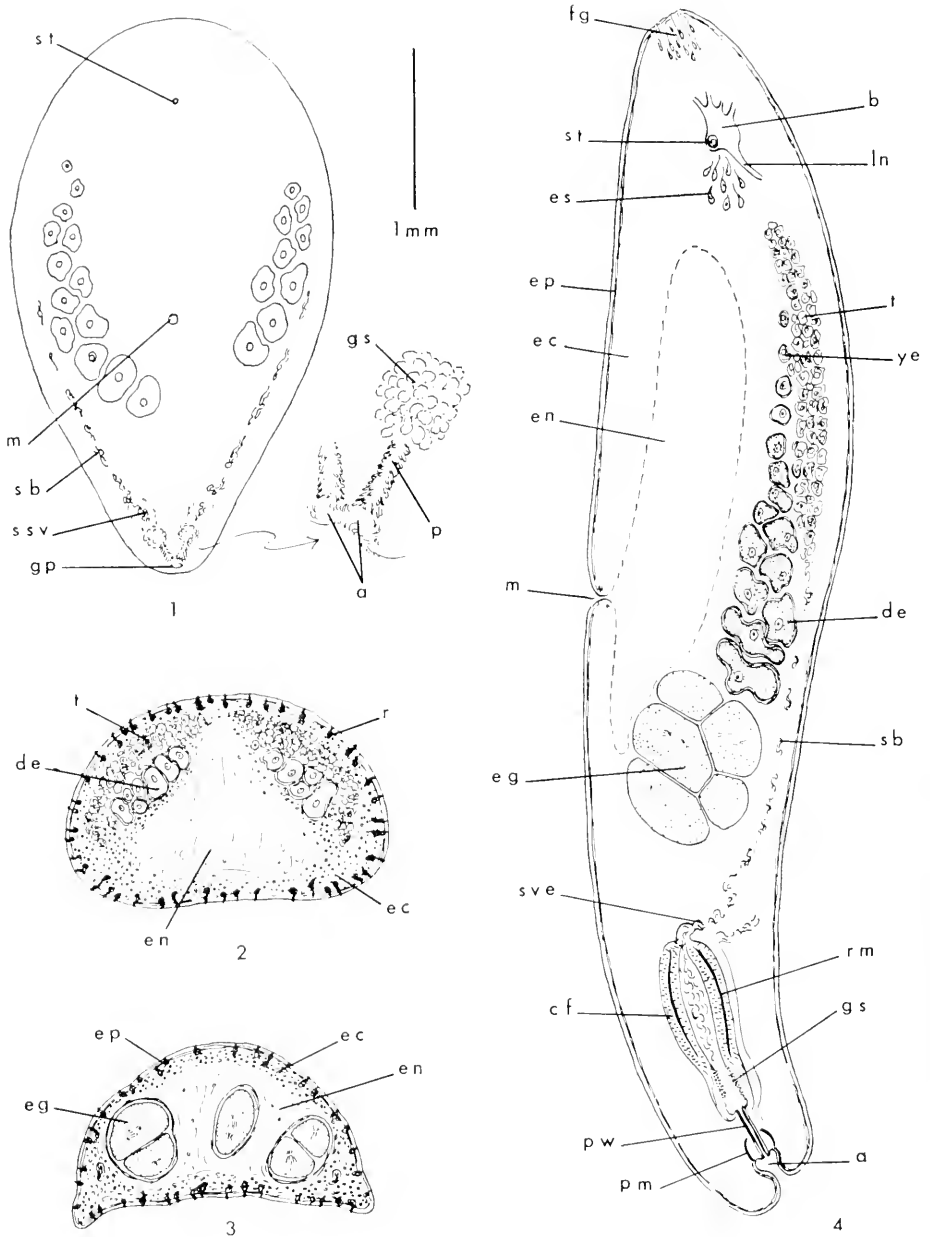 st
1mm
gs
m
sb
ssv
gp
p
a
1
t
r
de
ec
en
2
ep
ec
en
eg
3
fg
b
st
ln
es
ep
t
ec
ye
en
m
de
sb
eg
sve
rm
cf
gs
pw
a
pm
4